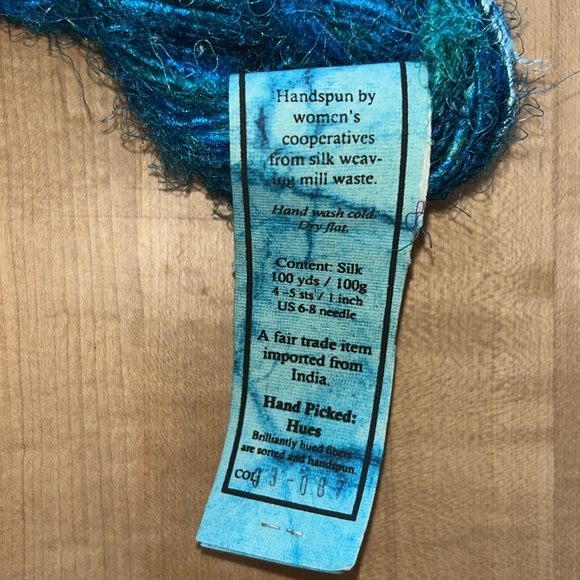 Handspun by
women's
cooperatives
from silk weav-
ing mill waste.
Hand wash cold.
Dry flat.
Content: Silk
100 yds / 100g
4 -5 sts / 1 inch
US 6-8 needle
A fair trade item
imported from
India.
Hand Picked:
Hues
Brilliantly hued fibers
are sorted and handspun.